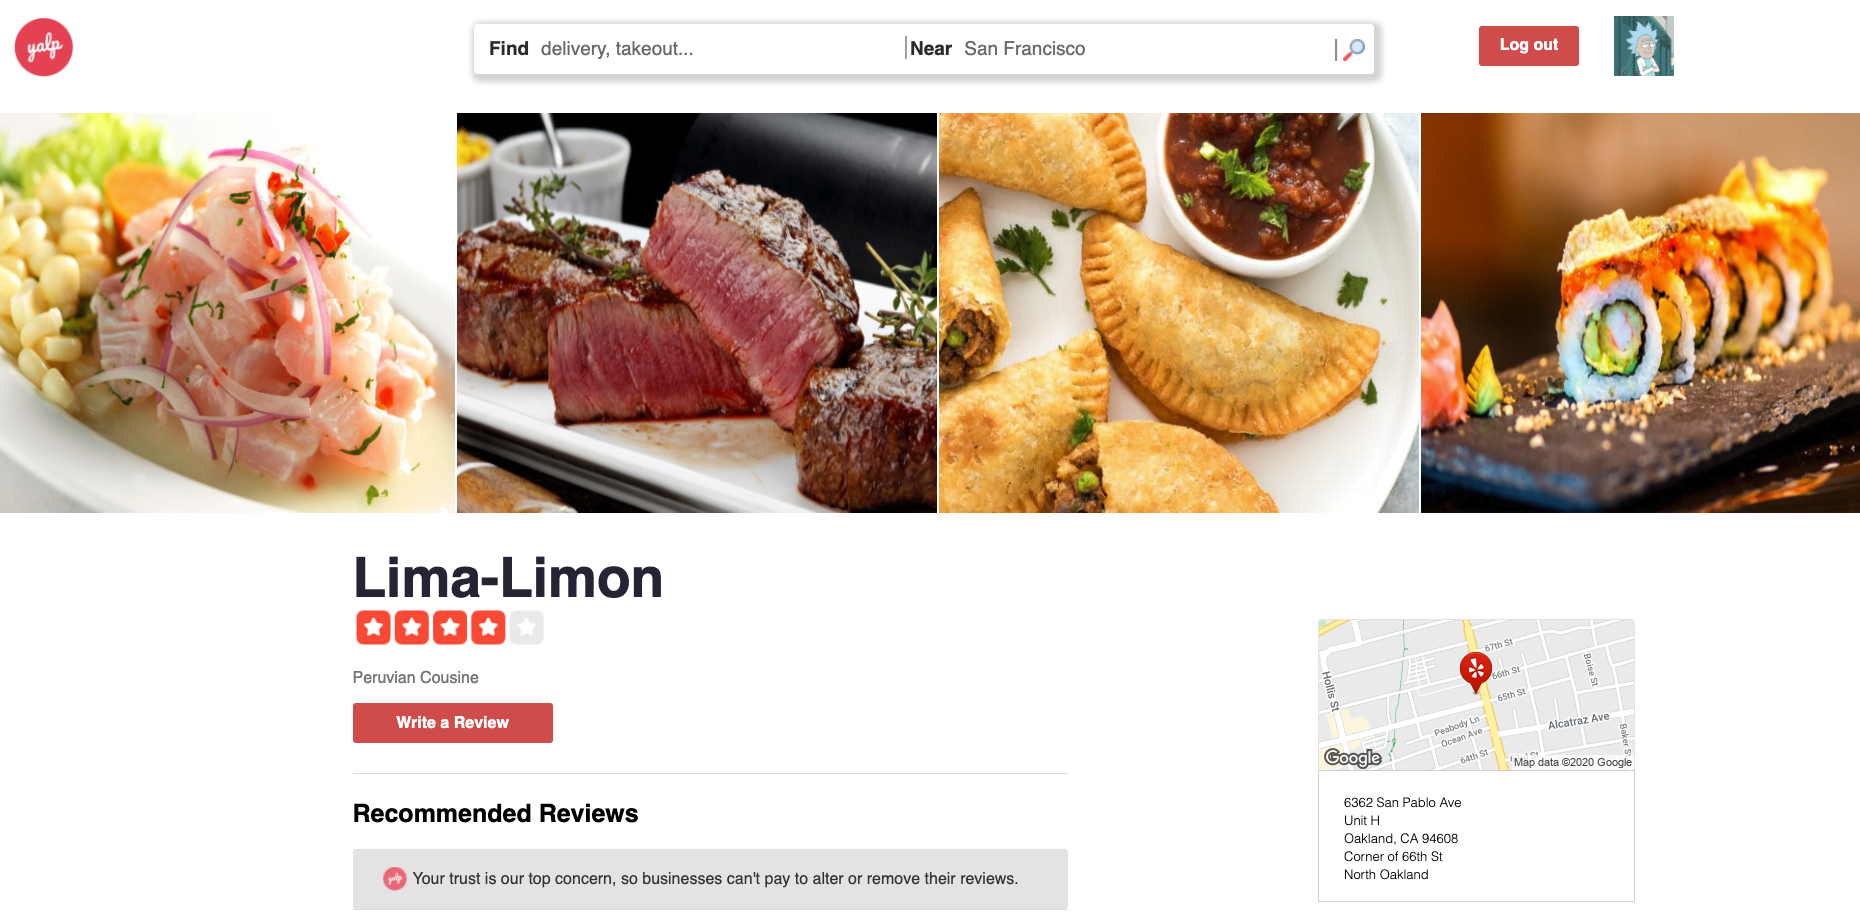 yalp
Find delivery, takeout... Near San Francisco
Log out
Lima-Limon
Peruvian Cousine
Write a Review
Recommended Reviews
yalp Your trust is our top concern, so businesses can't pay to alter or remove their reviews.
67th St
66th St
65th St
Boise St
Hollis St
Peabody Ln
Ocean Ave
Alcatraz Ave
64th St
Baker S
Google
Map data ©2020 Google
6362 San Pablo Ave
Unit H
Oakland, CA 94608
Corner of 66th St
North Oakland